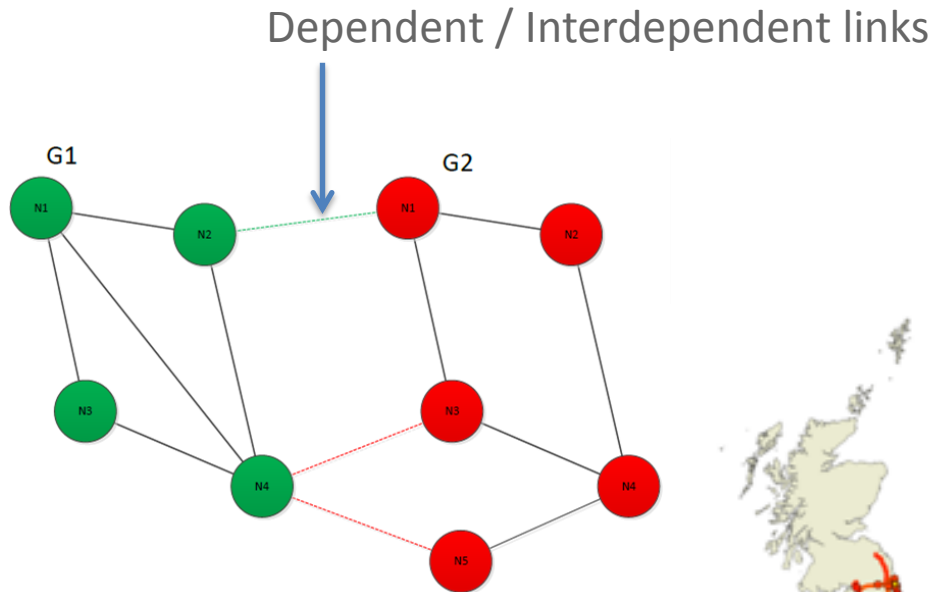 Dependent / Interdependent links
G1
G2
N1
N2
N1
N2
N3
N3
N4
N4
N5